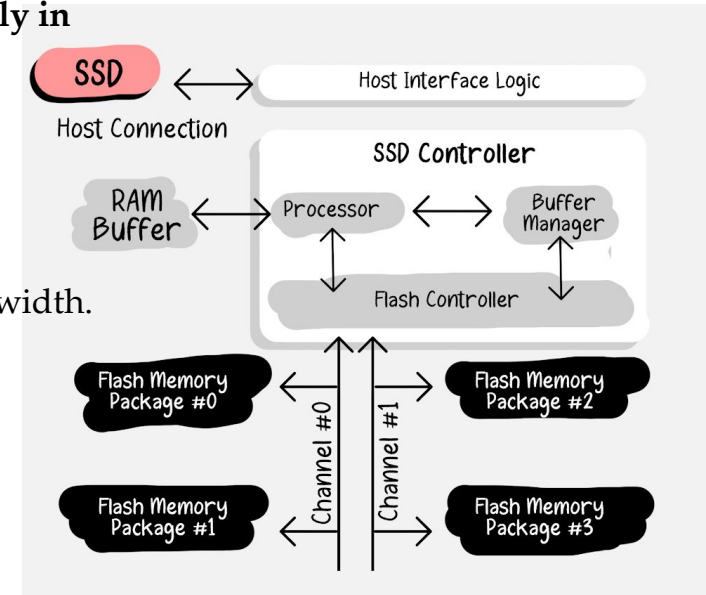 ly in
SSD
Host Interface Logic
Host Connection
SSD Controller
RAM
Buffer
Processor
Buffer
Manager
width.
Flash Controller
Flash Memory
Package #0
Channel #0
Channel #1
Flash Memory
Package #2
Flash Memory
Package #1
Flash Memory
Package #3